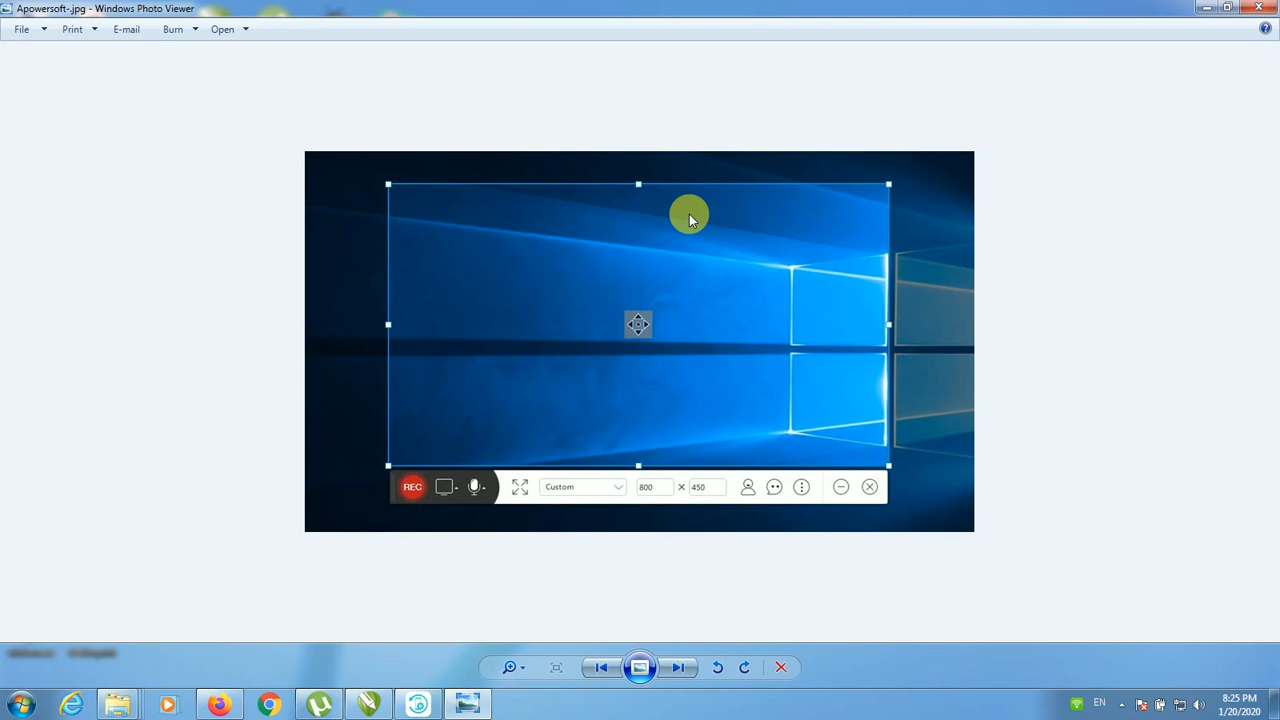 Apowersoft-.jpg - Windows Photo Viewer
File Print E-mail Burn Open
REC Custom 800 × 450
EN
8:25 PM
1/20/2020